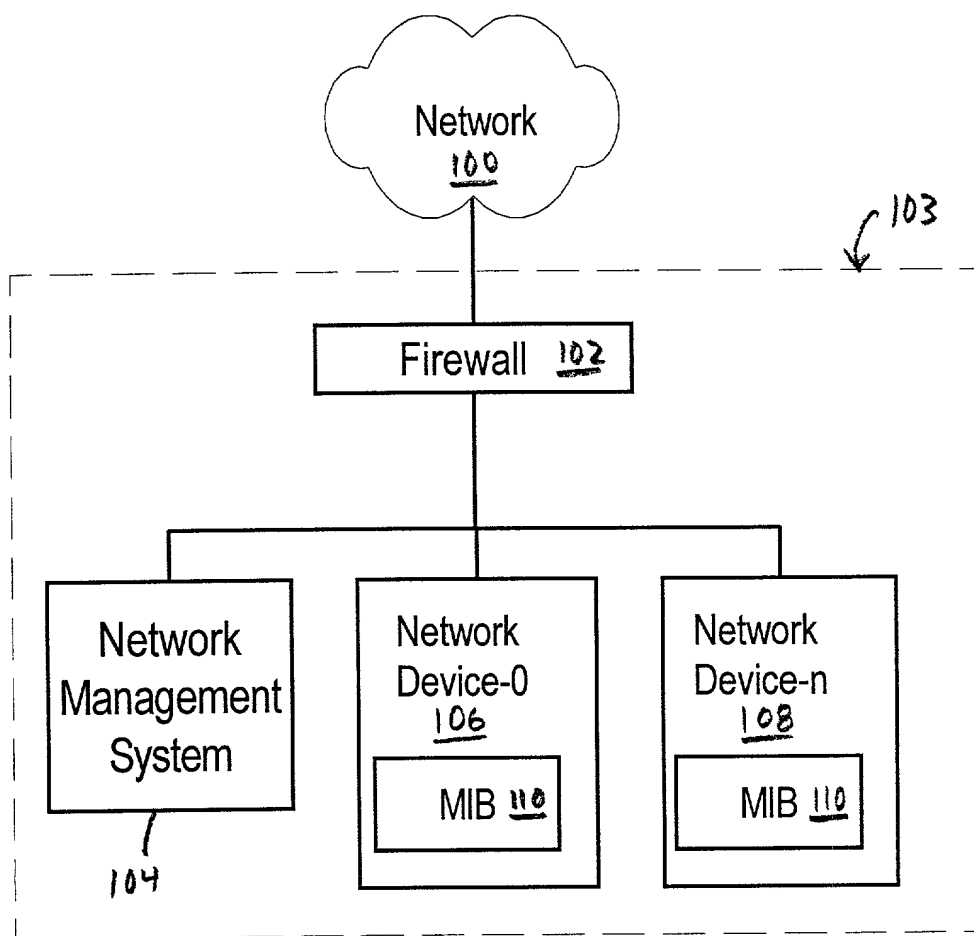 Network
100
103
Firewall 102
Network
Management
System
104
Network
Device-0
106
MIB 110
Network
Device-n
108
MIB 110